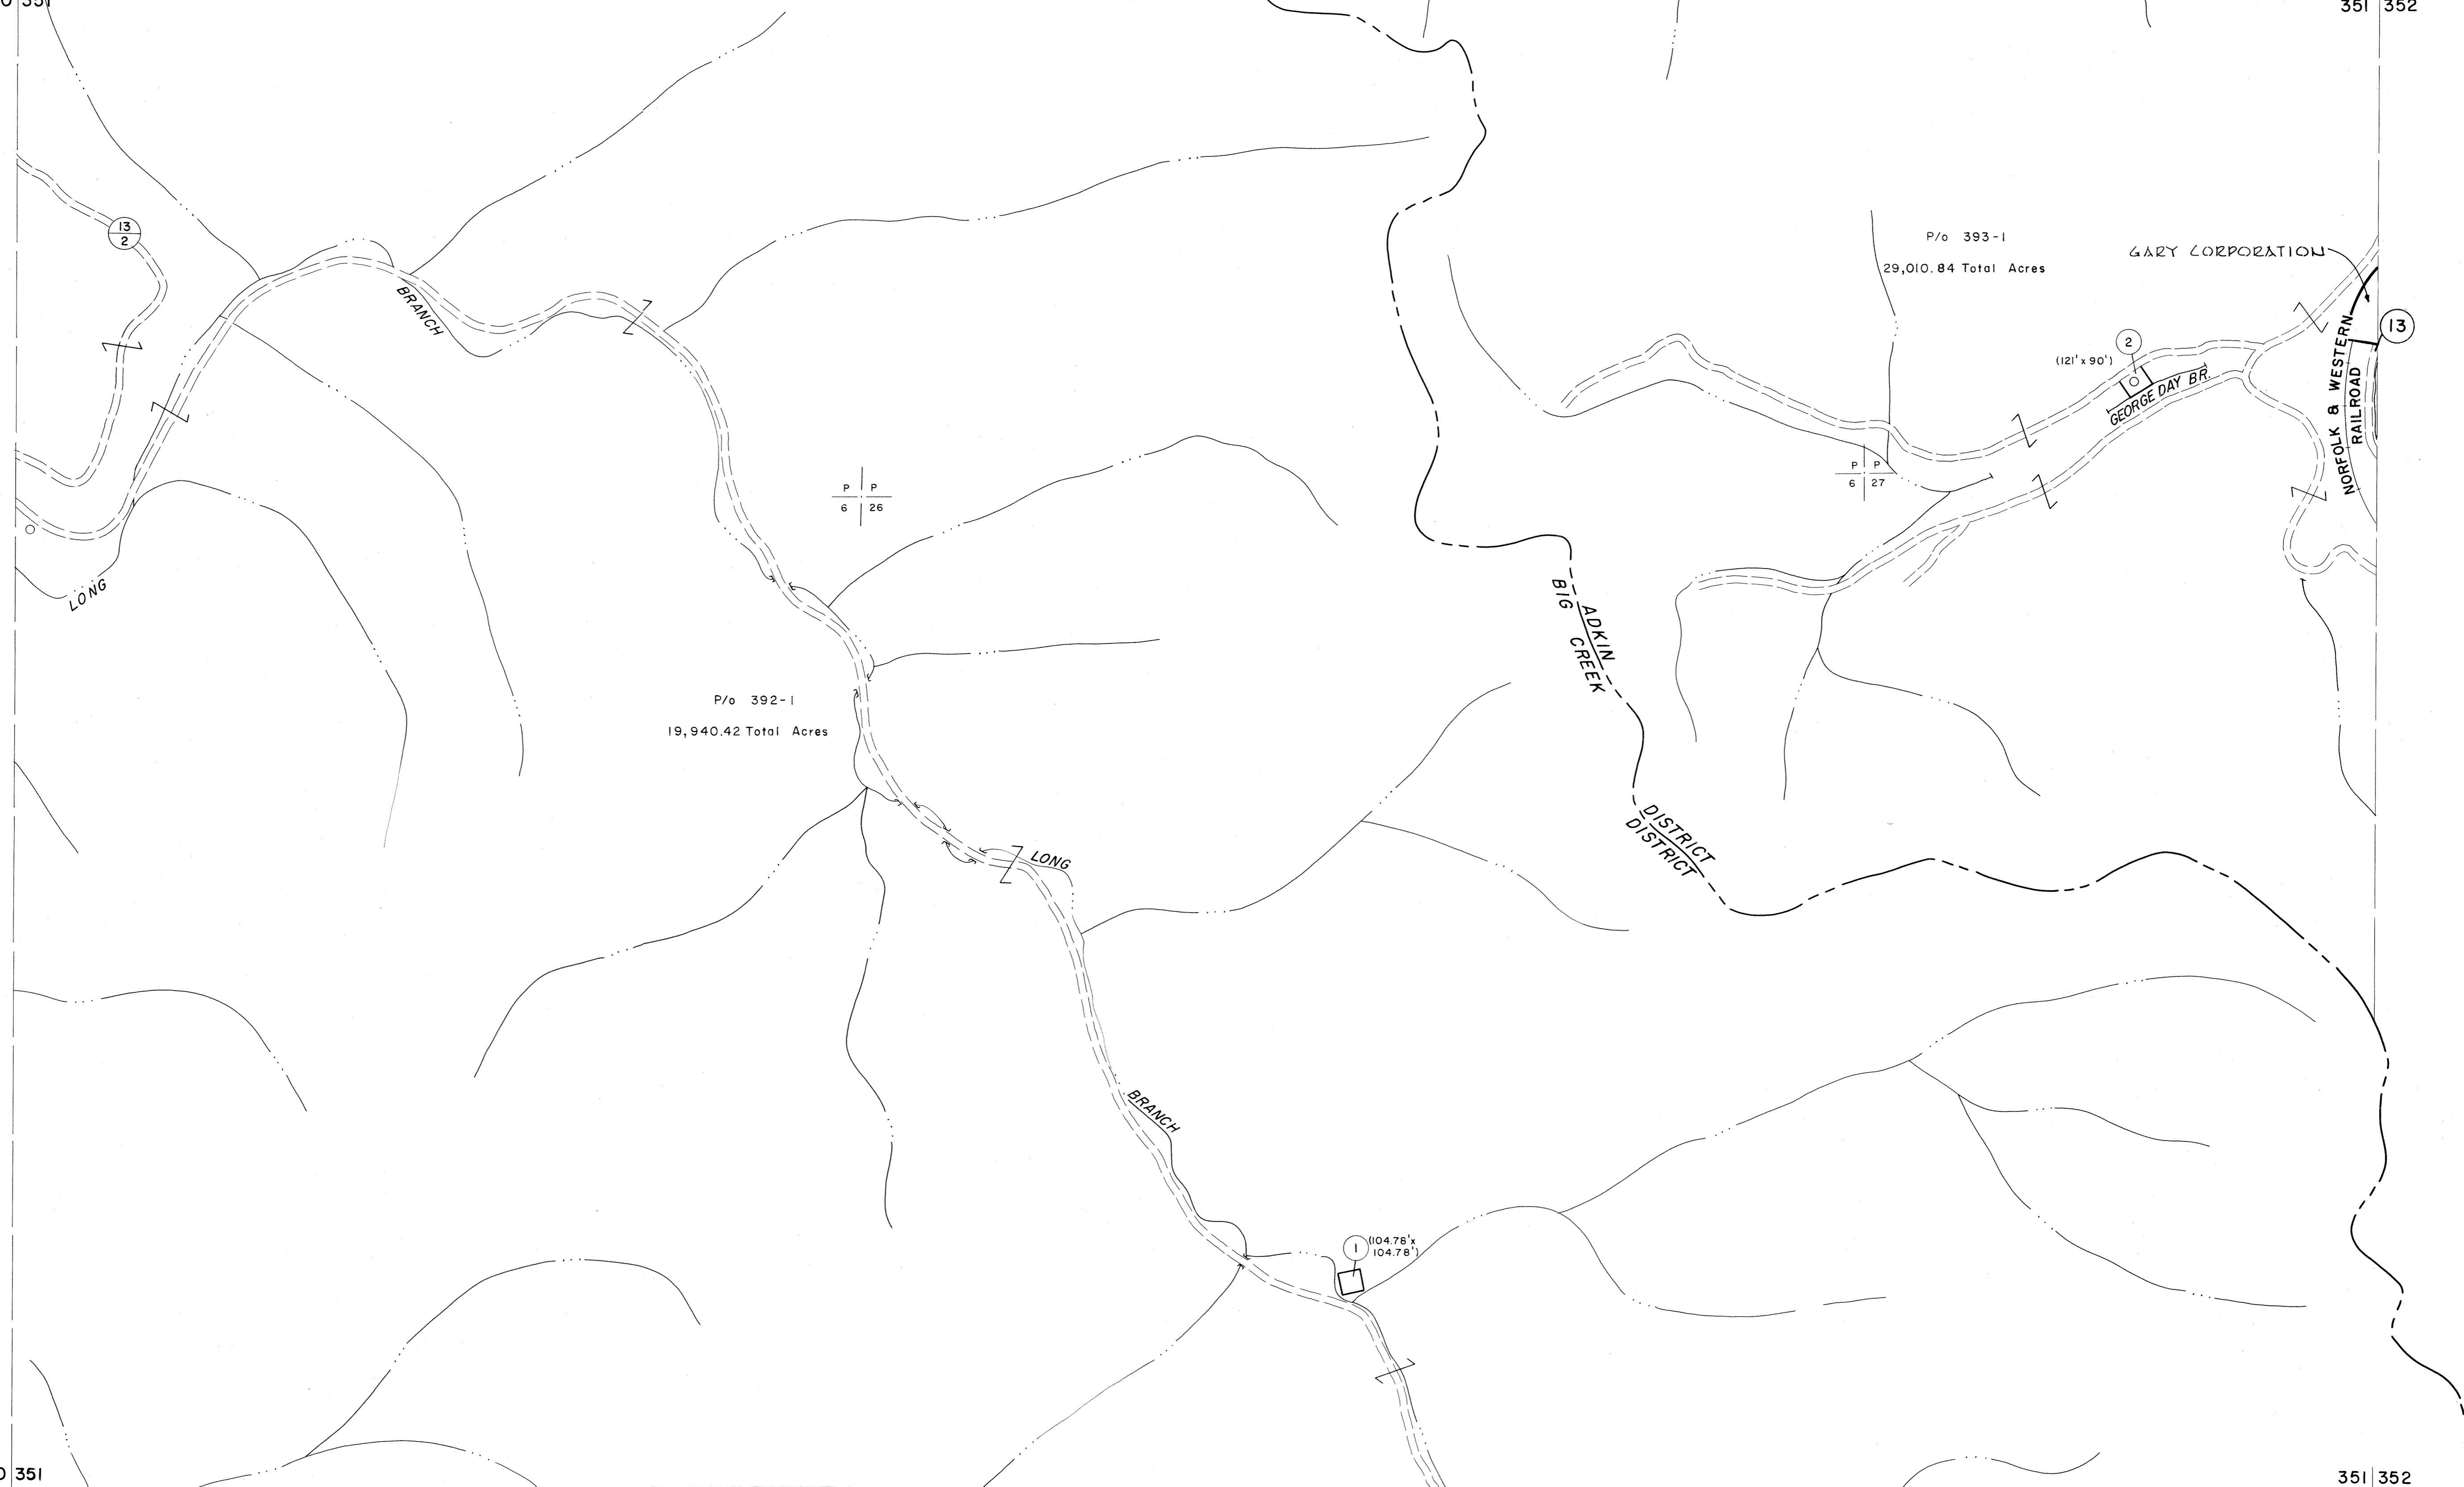 351
351 352
13
2
BRANCH
P/o 393-1
29,010.84 Total Acres
GARY CORPORATION
13
2
(121' x 90')
GEORGE DAY BR.
NORFOLK & WESTERN
RAILROAD
P P
6 26
P P
6 27
LONG
ADKIN
BIG CREEK
P/o 392-1
19,940.42 Total Acres
DISTRICT
DISTRICT
LONG
BRANCH
1
(104.78' x
104.78')
351
351 352